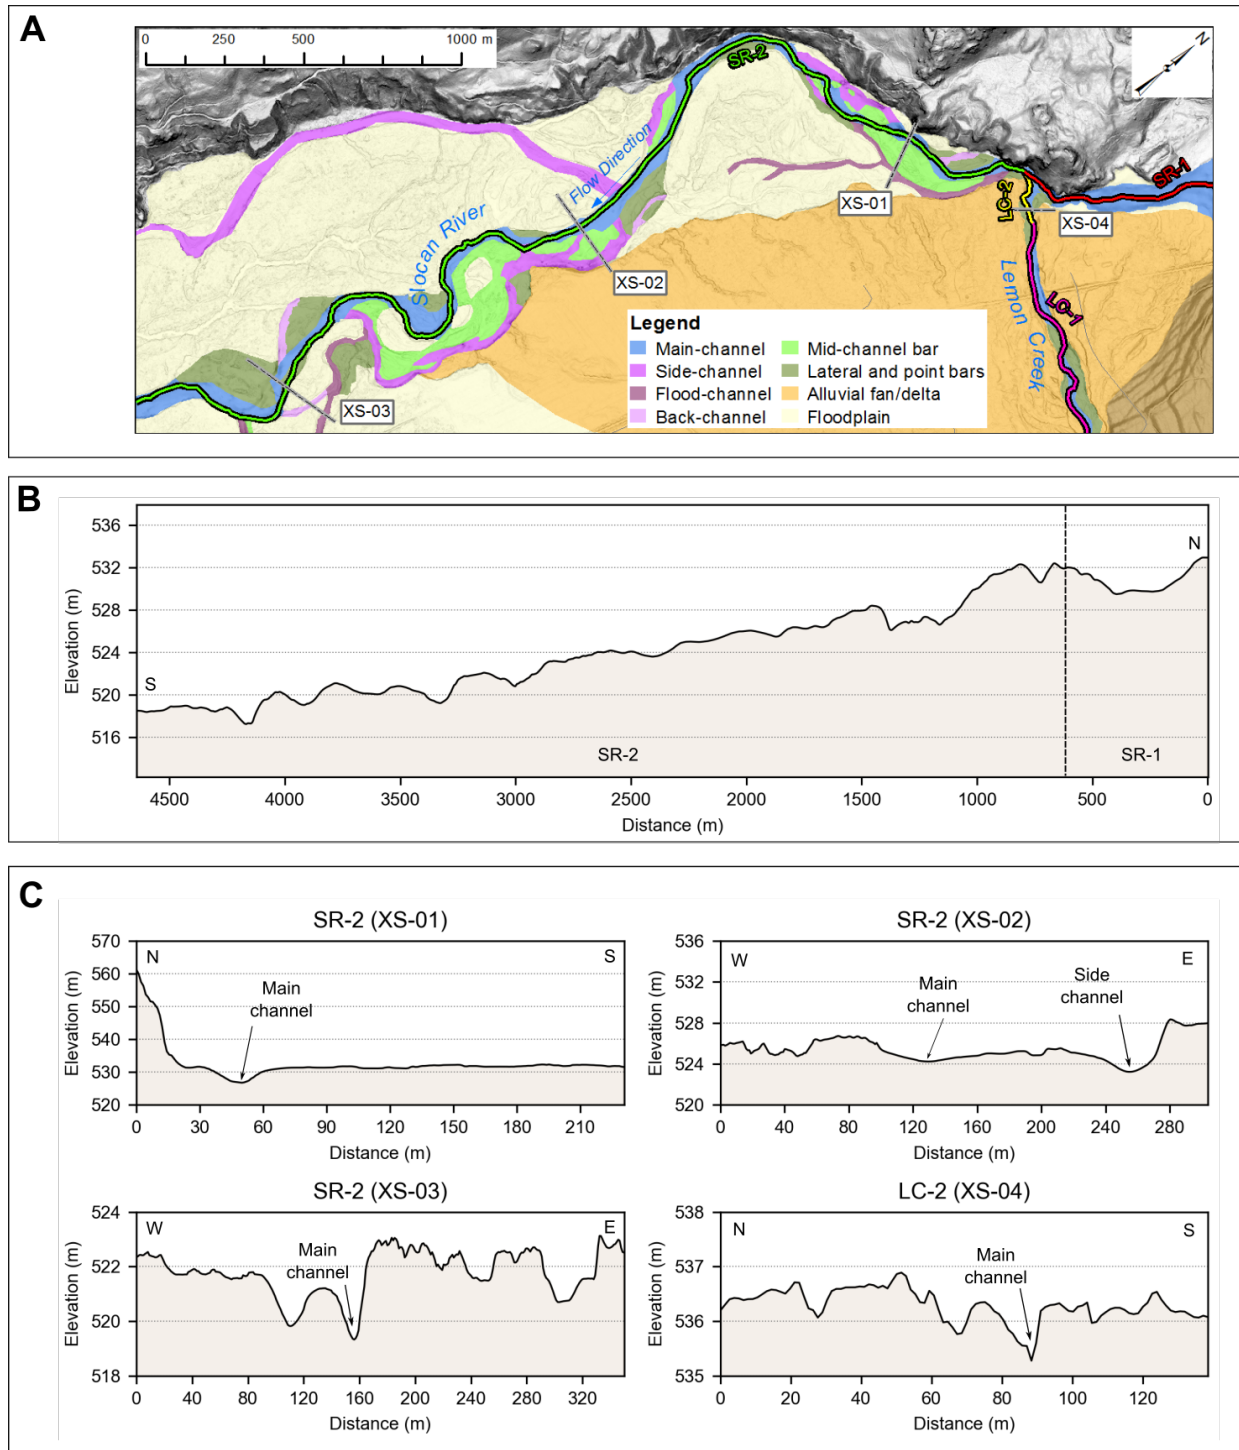 A
0 250 500 1000 m
N
SR-2
SR-1
Flow Direction
XS-01
LC-2
XS-04
Slocan River
XS-02
Lemon Creek
LC-1
XS-03
Legend
Main-channel
Mid-channel bar
Side-channel
Lateral and point bars
Flood-channel
Alluvial fan/delta
Back-channel
Floodplain
B
Elevation (m)
536
532
528
524
520
516
S
N
SR-2
SR-1
4500 4000 3500 3000 2500 2000 1500 1000 500 0
Distance (m)
C
SR-2 (XS-01)
Elevation (m)
570
560
550
540
530
520
N
S
Main
channel
0 30 60 90 120 150 180 210
Distance (m)
SR-2 (XS-02)
Elevation (m)
536
532
528
524
520
W
E
Main
channel
Side
channel
0 40 80 120 160 200 240 280
Distance (m)
SR-2 (XS-03)
Elevation (m)
524
522
520
518
W
E
Main
channel
0 40 80 120 160 200 240 280 320
Distance (m)
LC-2 (XS-04)
Elevation (m)
538
537
536
535
N
S
Main
channel
0 20 40 60 80 100 120
Distance (m)